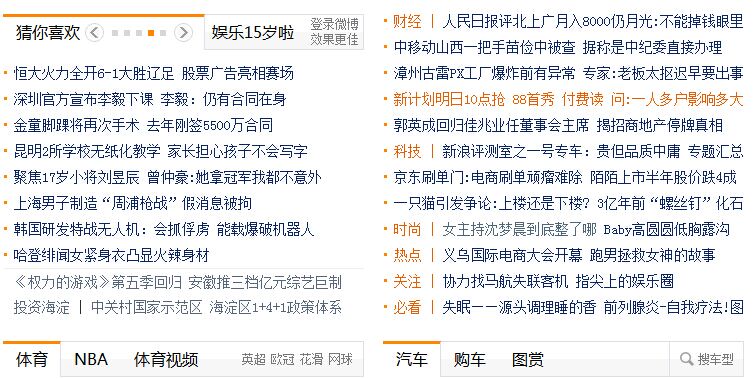 猜你喜欢
娱乐15岁啦
登录微博
效果更佳
恒大火力全开6-1大胜辽足 股票广告亮相赛场
深圳官方宣布李毅下课 李毅：仍有合同在身
金童脚踝将再次手术 去年刚签5500万合同
昆明2所学校无纸化教学 家长担心孩子不会写字
聚焦17岁小将刘昱辰 曾仲豪:她拿冠军我都不意外
上海男子制造“周浦枪战”假消息被拘
韩国研发特战无人机：会抓俘虏 能载爆破机器人
哈登绯闻女紧身衣凸显火辣身材
《权力的游戏》第五季回归 安徽推三档亿元综艺巨制
投资海淀 | 中关村国家示范区 海淀区1+4+1政策体系
体育 NBA 体育视频 英超 欧冠 花滑 网球
财经 | 人民日报评北上广月入8000仍月光:不能掉钱眼里
中移动山西一把手苗俭中被查 据称是中纪委直接办理
漳州古雷PX工厂爆炸前有异常 专家:老板太抠迟早要出事
新计划明日10点抢 88首秀 付费读 问:一人多户影响多大
郭英成回归佳兆业任董事会主席 揭招商地产停牌真相
科技 | 新浪评测室之一号专车：贵但品质中庸 专题汇总
京东刷单门:电商刷单顽瘤难除 陌陌上市半年股价跌4成
一只猫引发争论:上楼还是下楼? 3亿年前“螺丝钉”化石
时尚 | 女主持沈梦晨到底整了哪 Baby高圆圆低胸露沟
热点 | 义乌国际电商大会开幕 跑男拯救女神的故事
关注 | 协力找马航失联客机 指尖上的娱乐圈
必看 | 失眠——源头调理睡的香 前列腺炎-自我疗法!图
汽车 购车 图赏 搜车型